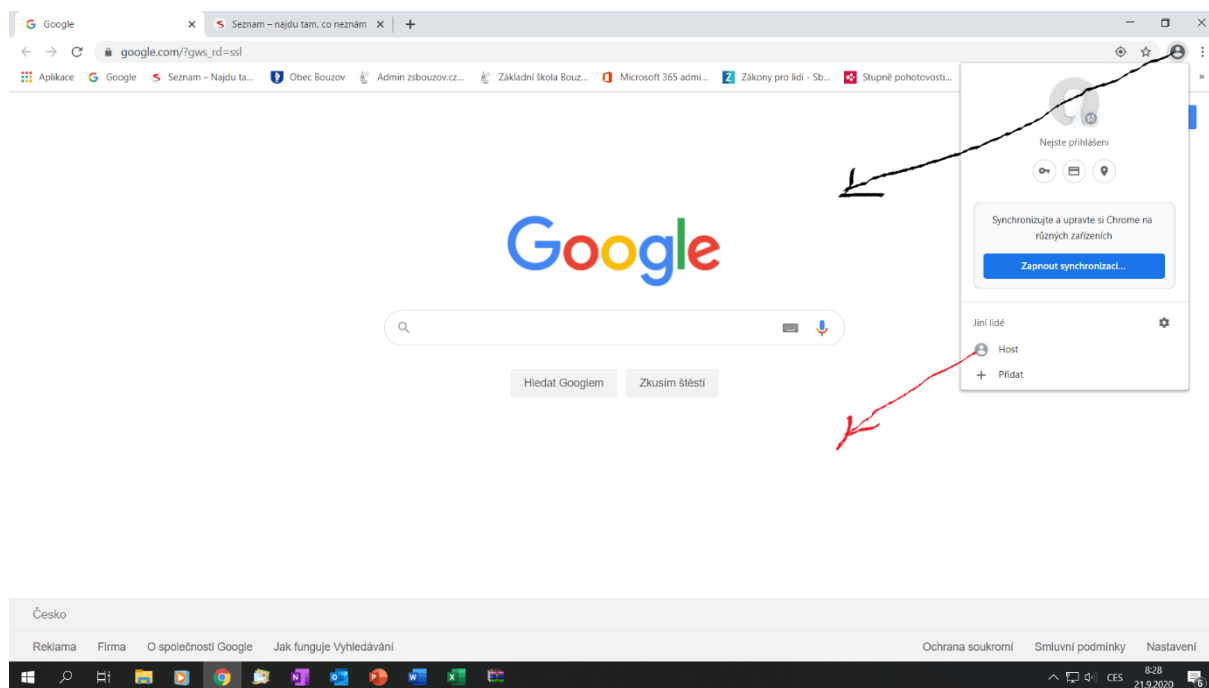 Google
Seznam – najdu tam, co neznám
google.com/?gws_rd=ssl
Aplikace Google Seznam – Najdu ta... Obec Bouzov Admin zsbouzov.cz... Základní škola Bouz... Microsoft 365 admi... Zákony pro lidi - Sb... Stupně pohotovosti...
Nejste přihlášeni
Synchronizujte a upravte si Chrome na
různých zařízeních
Zapnout synchronizaci...
Jiní lidé
Host
Přidat
Google
Hledat Googlem Zkusím štěstí
Česko
Reklama Firma O společnosti Google Jak funguje Vyhledávání Ochrana soukromí Smluvní podmínky Nastavení
CES 8:28
21.9.2020
6